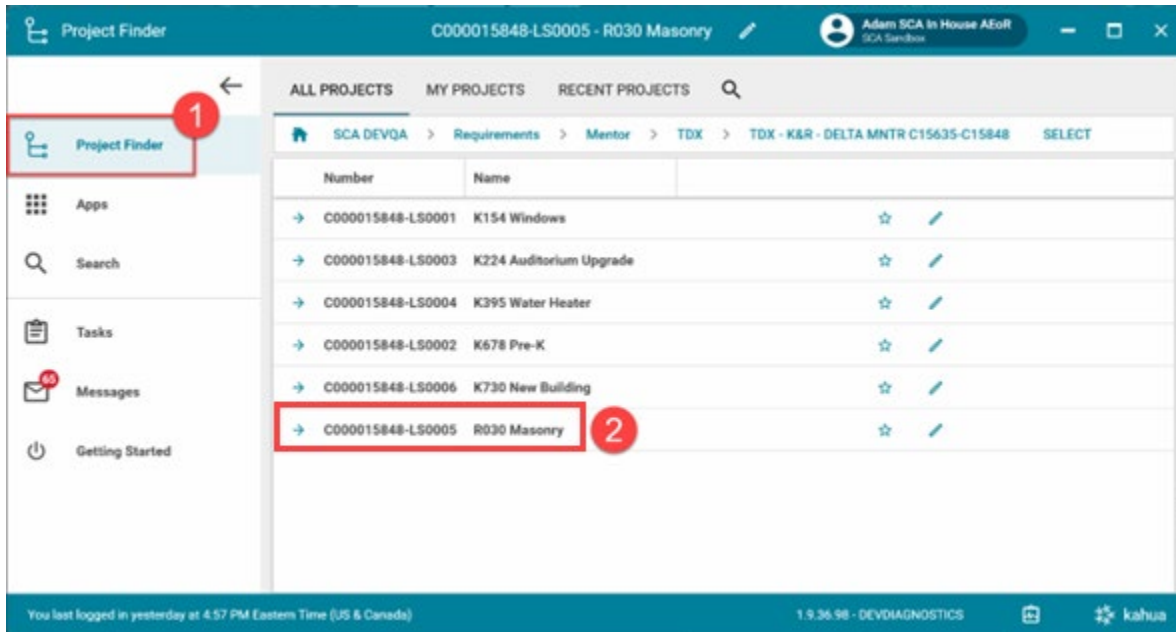 Project Finder
C000015848-LS0005 - R030 Masonry
Adam SCA In House AEoR
SCA Sandbox
ALL PROJECTS MY PROJECTS RECENT PROJECTS
1
SCA DEVQA > Requirements > Mentor > TDX > TDX - K&R - DELTA MNTR C15635-C15848 SELECT
Project Finder
Number Name
Apps
C000015848-LS0001 K154 Windows
Search
C000015848-LS0003 K224 Auditorium Upgrade
C000015848-LS0004 K395 Water Heater
Tasks
C000015848-LS0002 K678 Pre-K
65
Messages
C000015848-LS0006 K730 New Building
C000015848-LS0005 R030 Masonry 2
Getting Started
You last logged in yesterday at 4:57 PM Eastern Time (US & Canada)
1.9.36.98 - DEVDIAGNOSTICS
kahua